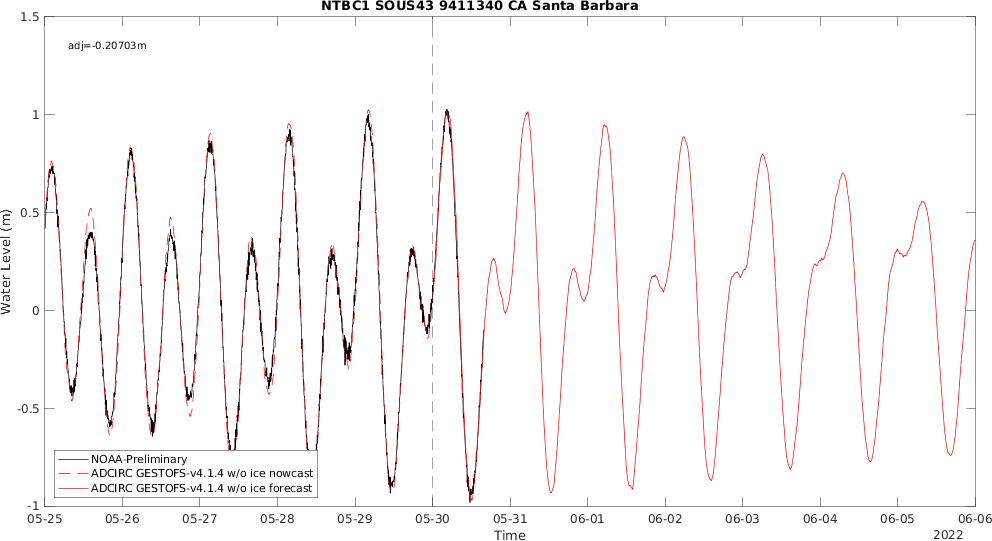 NTBC1 SOUS43 9411340 CA Santa Barbara
1.5
adj=-0.20703m
1
0.5
Water Level (m)
0
-0.5
NOAA-Preliminary
ADCIRC GESTOFS-v4.1.4 w/o ice nowcast
ADCIRC GESTOFS-v4.1.4 w/o ice forecast
-1
05-25 05-26 05-27 05-28 05-29 05-30 05-31 06-01 06-02 06-03 06-04 06-05 06-06
Time
2022